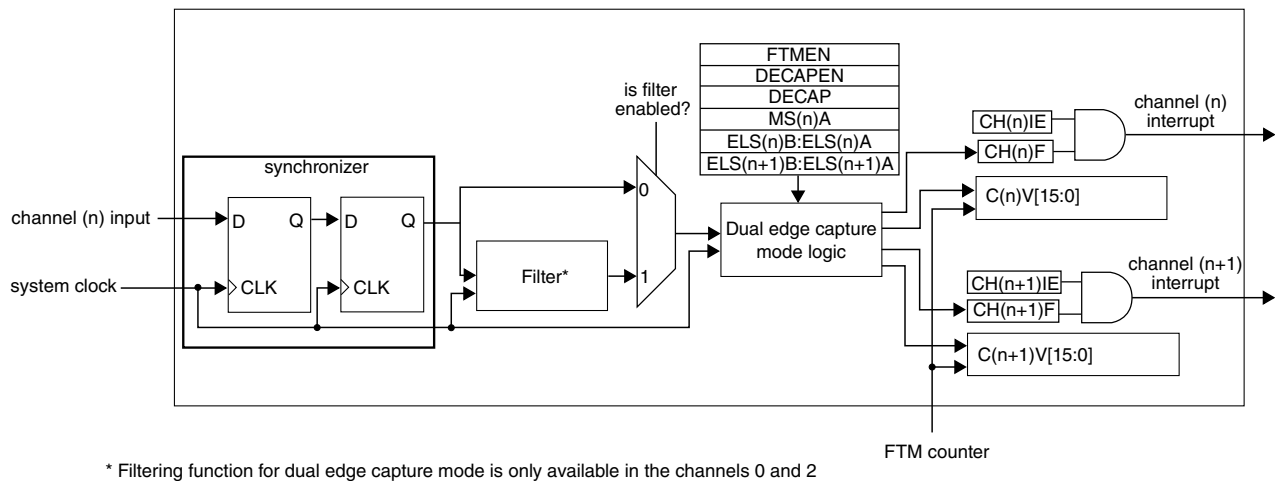 FTMEN
DECAPEN
DECAP
MS(n)A
ELS(n)B:ELS(n)A
ELS(n+1)B:ELS(n+1)A
is filter
enabled?
synchronizer
channel (n) input
system clock
D Q
CLK
D Q
CLK
Filter*
0
1
Dual edge capture
mode logic
CH(n)IE
CH(n)F
channel (n)
interrupt
C(n)V[15:0]
CH(n+1)IE
CH(n+1)F
channel (n+1)
interrupt
C(n+1)V[15:0]
FTM counter
* Filtering function for dual edge capture mode is only available in the channels 0 and 2